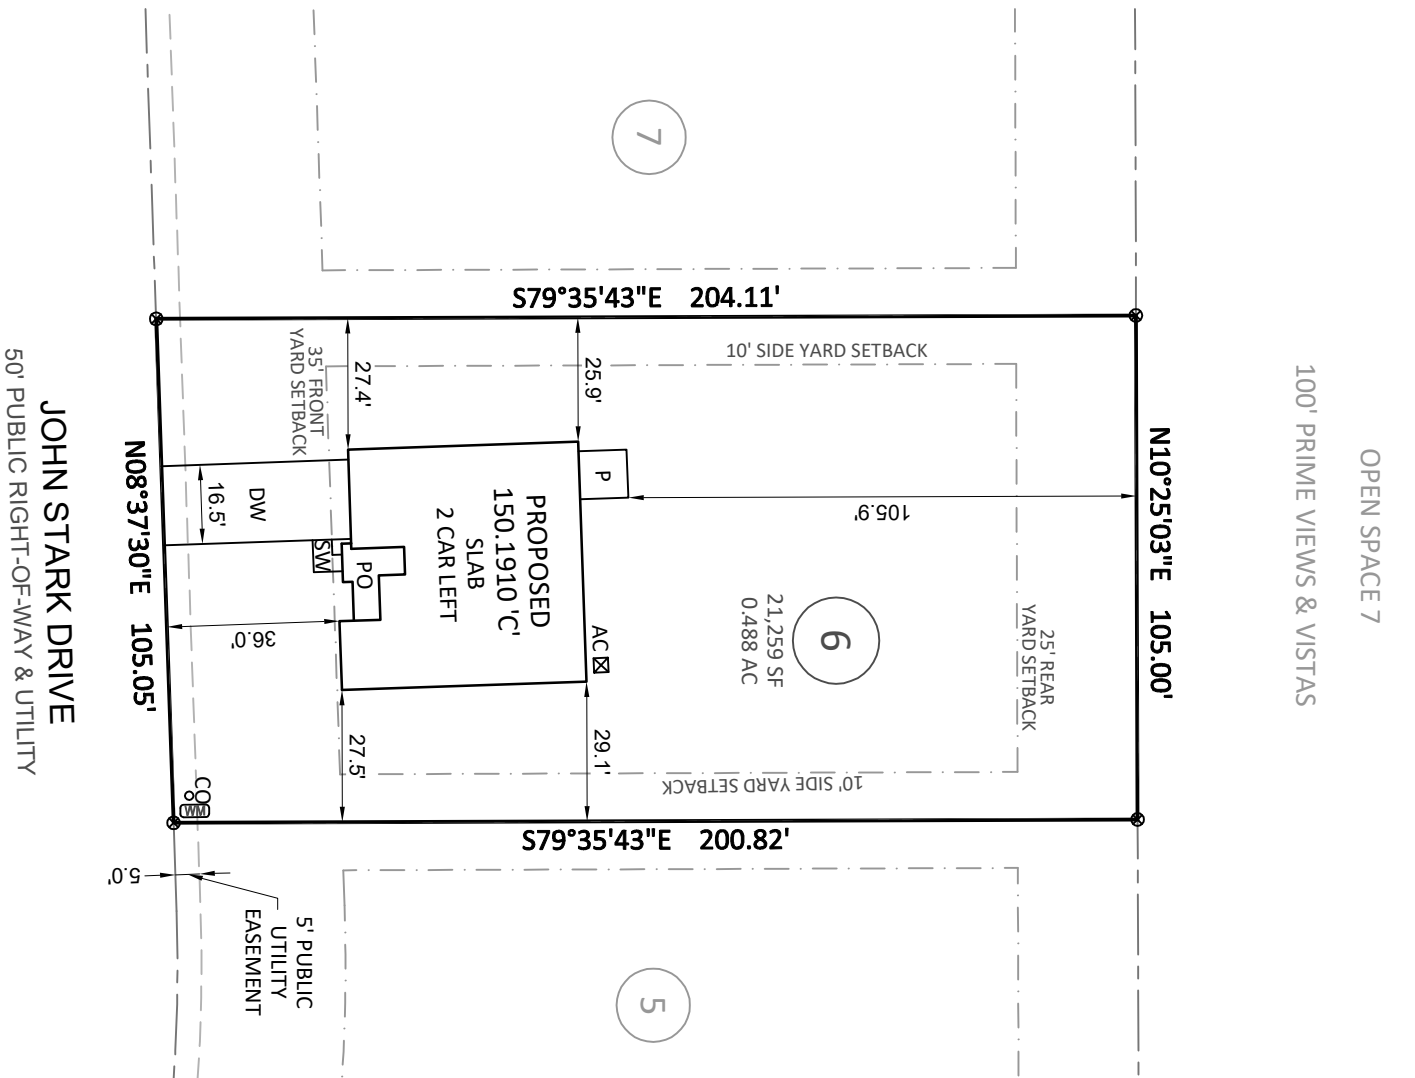 7
S79°35'43"E 204.11'
10' SIDE YARD SETBACK
35' FRONT
YARD SETBACK
27.4'
25.9'
OPEN SPACE 7
100' PRIME VIEWS & VISTAS
N10°25'03"E 105.00'
N08°37'30"E 105.05'
JOHN STARK DRIVE
50' PUBLIC RIGHT-OF-WAY & UTILITY
DW
16.5'
P
105.9'
PROPOSED
150.1910 'C'
SLAB
2 CAR LEFT
SW
PO
36.0'
AC
6
21,259 SF
0.488 AC
25' REAR
YARD SETBACK
27.5'
29.1'
10' SIDE YARD SETBACK
CO
WM
S79°35'43"E 200.82'
5.0'
5' PUBLIC
UTILITY
EASEMENT
5